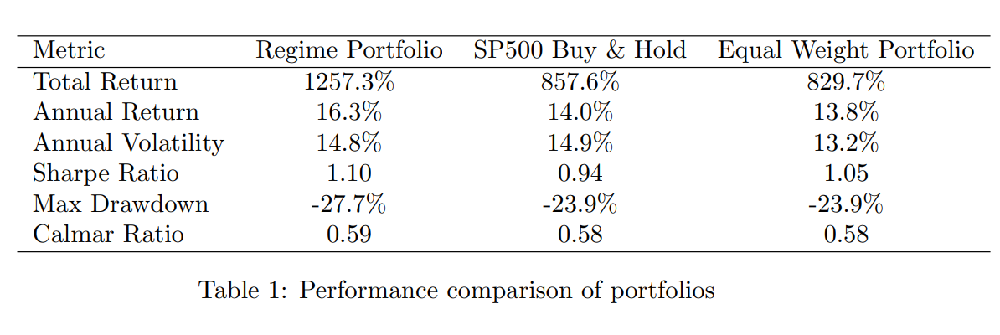 Metric Regime Portfolio SP500 Buy & Hold Equal Weight Portfolio
Total Return 1257.3% 857.6% 829.7%
Annual Return 16.3% 14.0% 13.8%
Annual Volatility 14.8% 14.9% 13.2%
Sharpe Ratio 1.10 0.94 1.05
Max Drawdown -27.7% -23.9% -23.9%
Calmar Ratio 0.59 0.58 0.58
Table 1: Performance comparison of portfolios